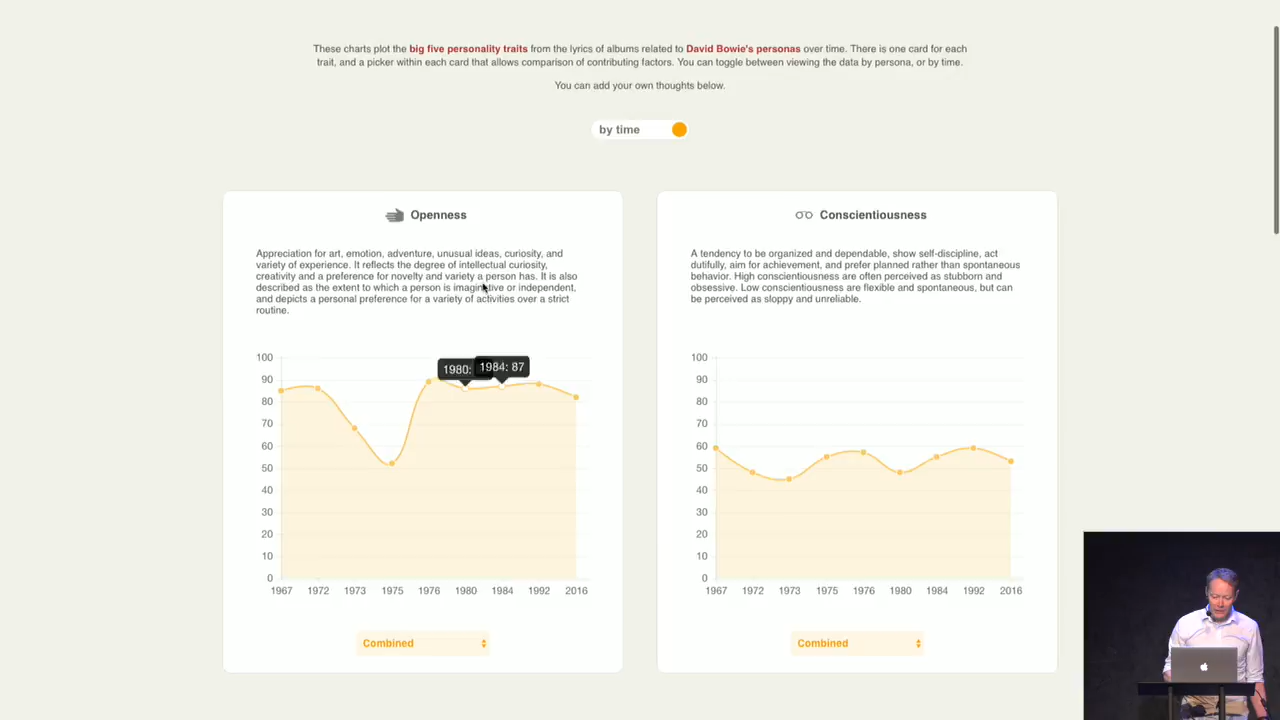 These charts plot the big five personality traits from the lyrics of albums related to David Bowie's personas over time. There is one card for each
trait, and a picker within each card that allows comparison of contributing factors. You can toggle between viewing the data by persona, or by time.
You can add your own thoughts below.
by time
Openness
Appreciation for art, emotion, adventure, unusual ideas, curiosity, and
variety of experience. It reflects the degree of intellectual curiosity,
creativity and a preference for novelty and variety a person has. It is also
described as the extent to which a person is imaginative or independent,
and depicts a personal preference for a variety of activities over a strict
routine.
100
90
80
70
60
50
40
30
20
10
0
1980:
1984: 87
1967 1972 1973 1975 1976 1980 1984 1992 2016
Combined
Conscientiousness
A tendency to be organized and dependable, show self-discipline, act
dutifully, aim for achievement, and prefer planned rather than spontaneous
behavior. High conscientiousness are often perceived as stubborn and
obsessive. Low conscientiousness are flexible and spontaneous, but can
be perceived as sloppy and unreliable.
100
90
80
70
60
50
40
30
20
10
0
1967 1972 1973 1975 1976 1980 1984 1992 2016
Combined